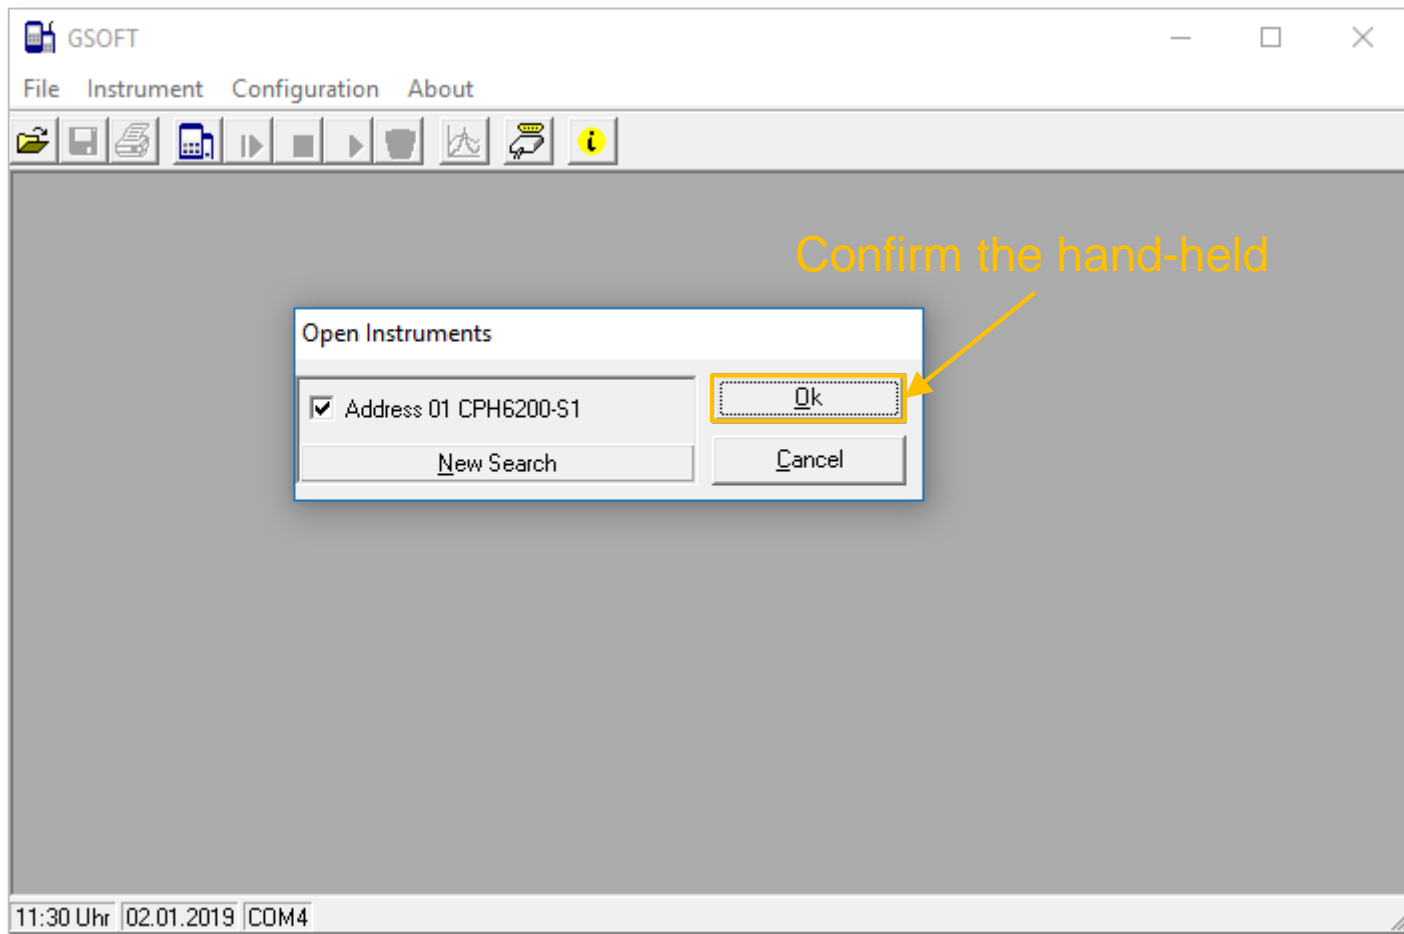 GSOFT
File Instrument Configuration About
Confirm the hand-held
Open Instruments
Address 01 CPH6200-S1
Ok
New Search
Cancel
11:30 Uhr 02.01.2019 COM4